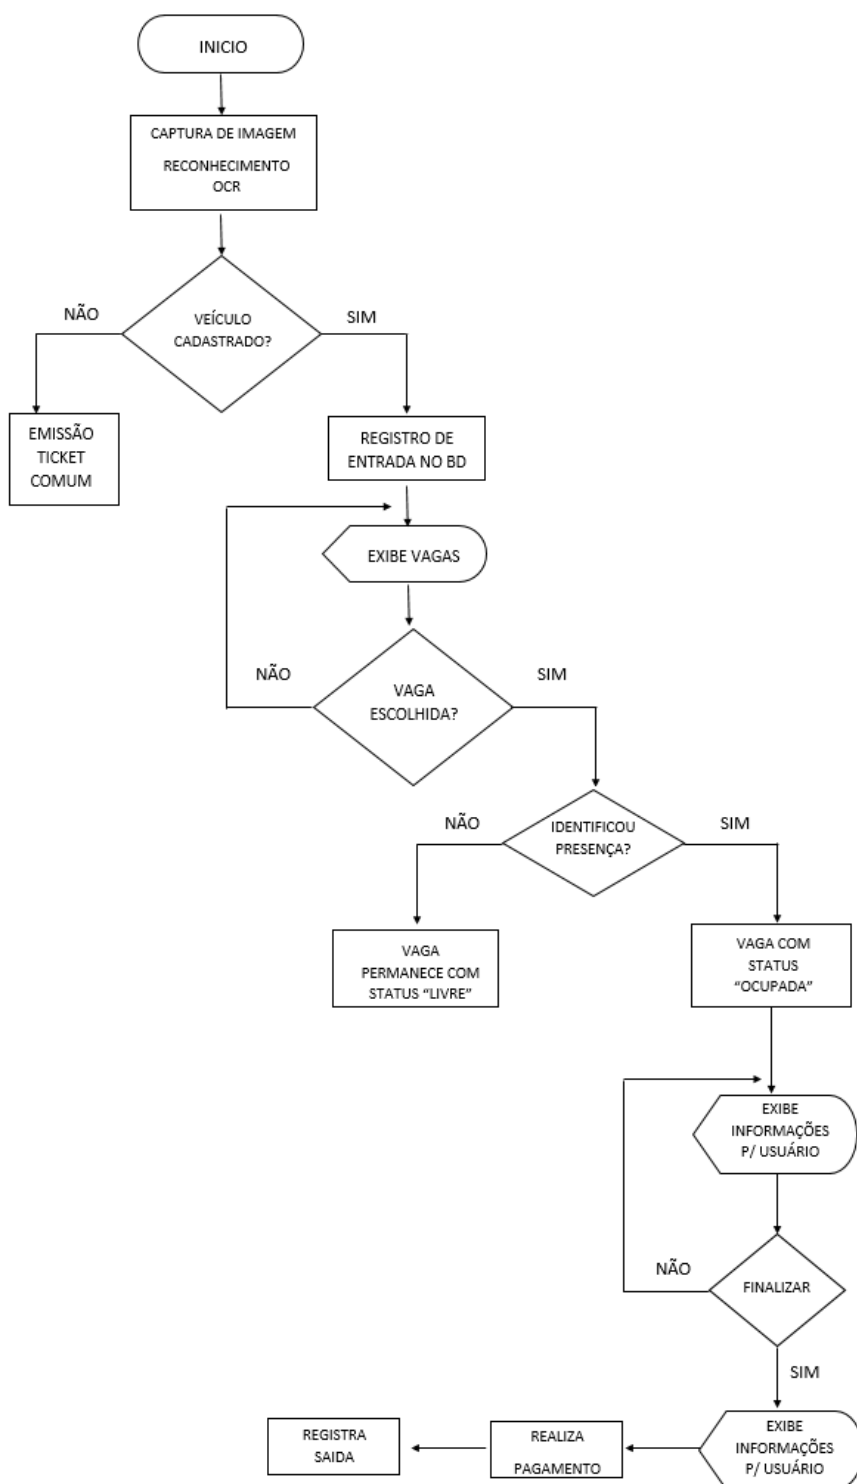 INICIO
CAPTURA DE IMAGEM
RECONHECIMENTO
OCR
VEÍCULO
CADASTRADO?
NÃO
SIM
EMISSÃO
TICKET
COMUM
REGISTRO DE
ENTRADA NO BD
EXIBE VAGAS
VAGA
ESCOLHIDA?
NÃO
SIM
IDENTIFICOU
PRESENÇA?
NÃO
SIM
VAGA
PERMANECE COM
STATUS “LIVRE”
VAGA COM
STATUS
“OCUPADA”
EXIBE
INFORMAÇÕES
P/ USUÁRIO
FINALIZAR
NÃO
SIM
EXIBE
INFORMAÇÕES
P/ USUÁRIO
REALIZA
PAGAMENTO
REGISTRA
SAIDA